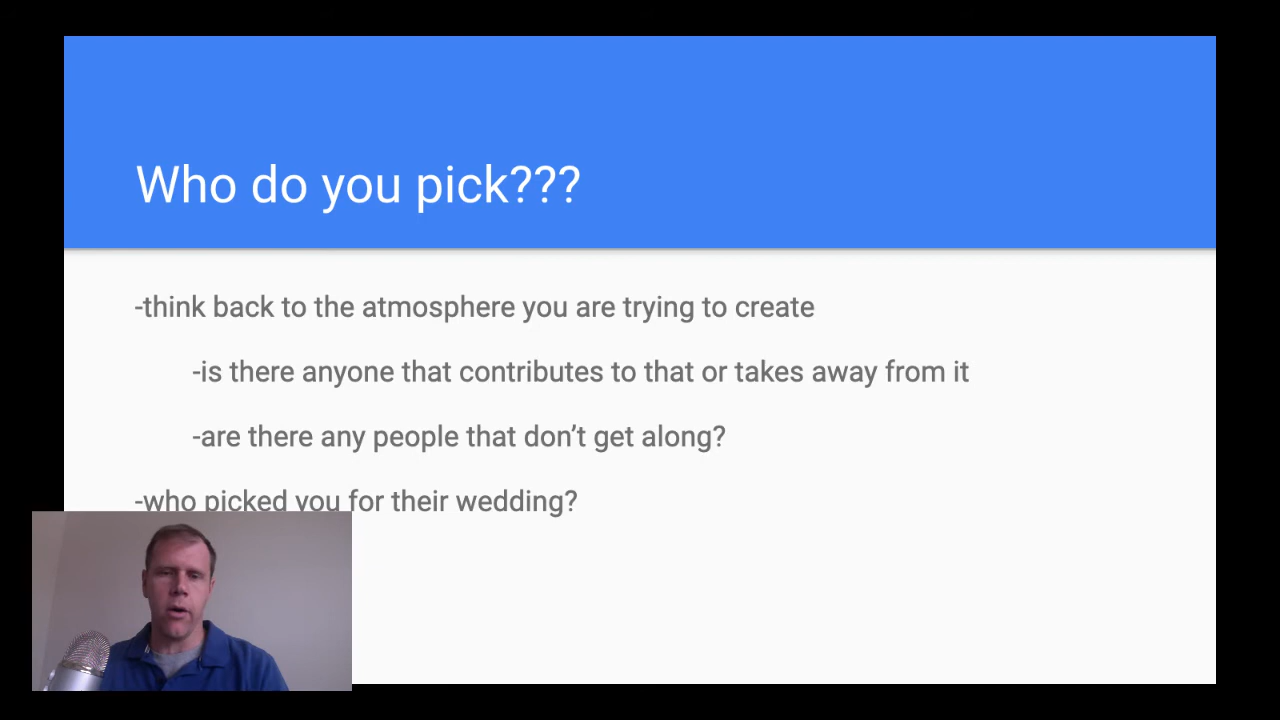 Who do you pick???
-think back to the atmosphere you are trying to create
-is there anyone that contributes to that or takes away from it
-are there any people that don’t get along?
-who picked you for their wedding?